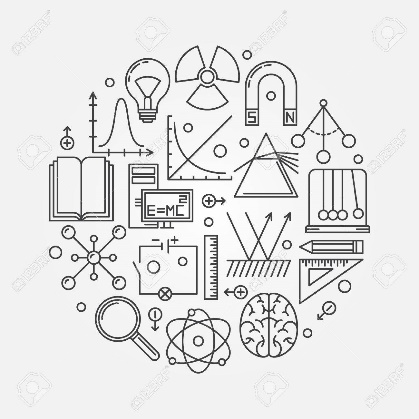 S N
E=MC²
- +